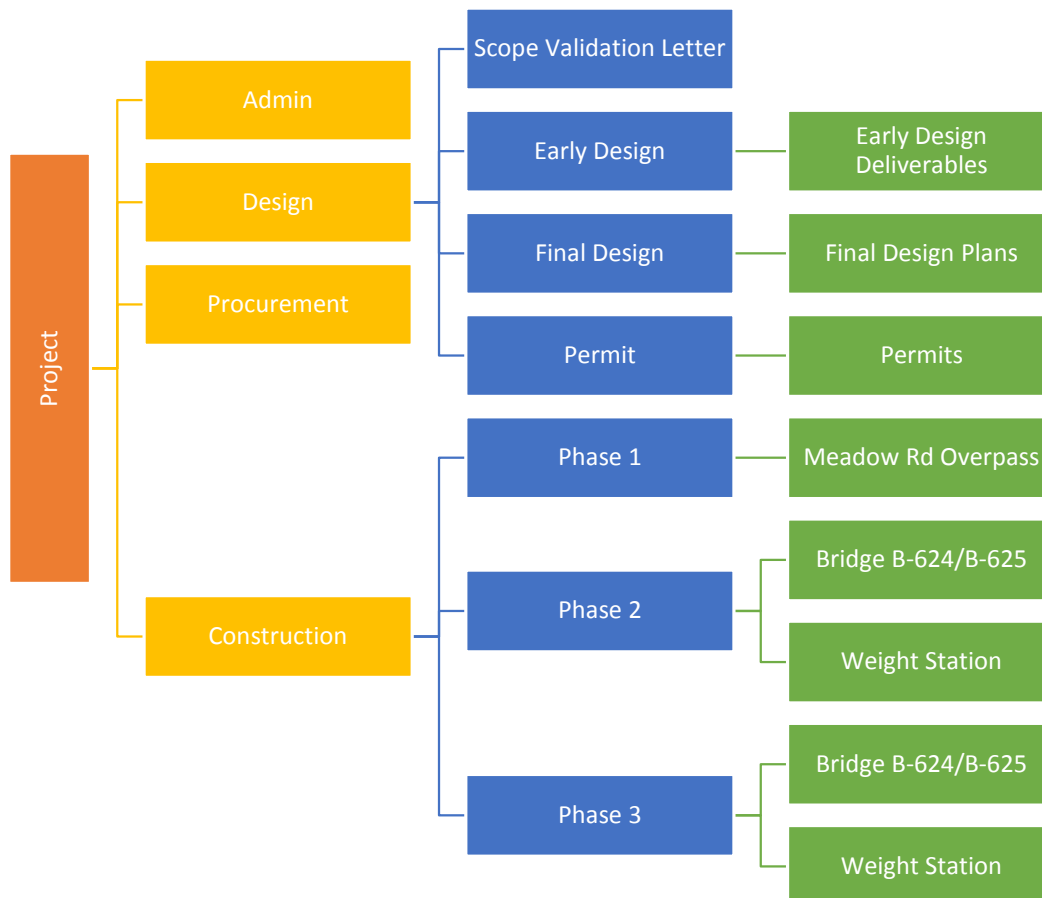 Project
Admin
Design
Procurement
Construction
Scope Validation Letter
Early Design
Final Design
Permit
Phase 1
Phase 2
Phase 3
Early Design
Deliverables
Final Design Plans
Permits
Meadow Rd Overpass
Bridge B-624/B-625
Weight Station
Bridge B-624/B-625
Weight Station